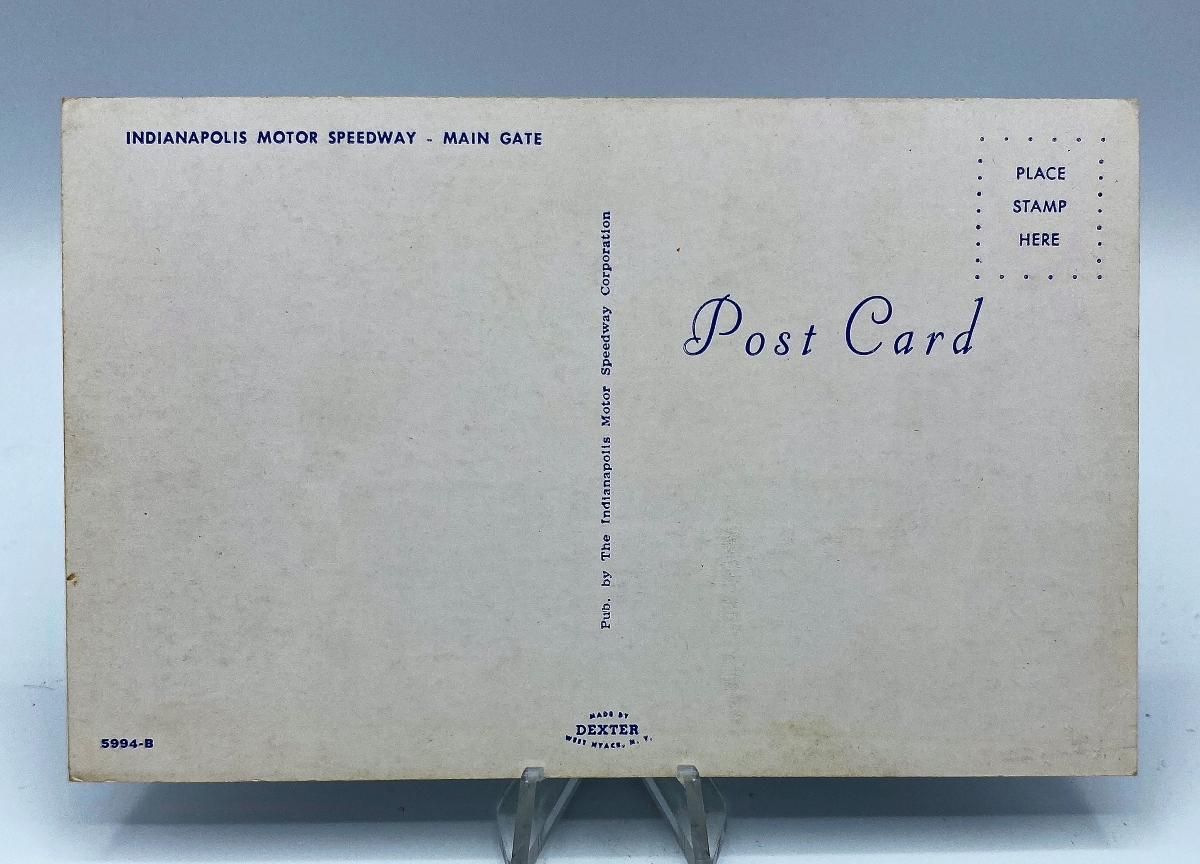 INDIANAPOLIS MOTOR SPEEDWAY - MAIN GATE
PLACE
STAMP
HERE
Post Card
Pub. by The Indianapolis Motor Speedway Corporation
5994-B
MADE BY
DEXTER
WEST NYACK, N. Y.